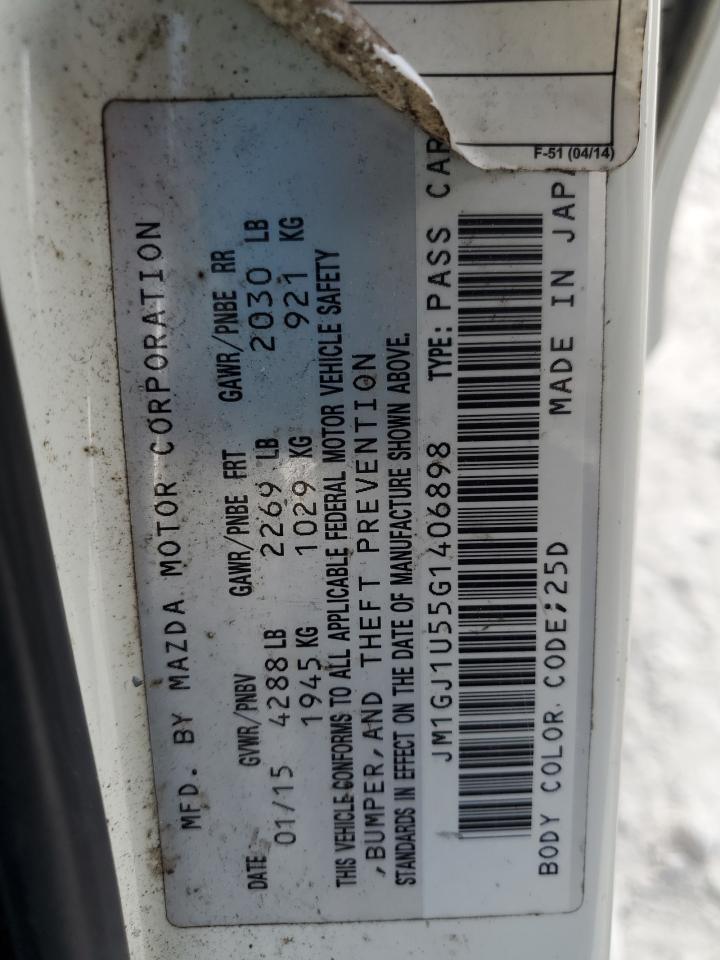 MFD. BY MAZDA MOTOR CORPORATION
DATE GVWR/PNBV GAWR/PNBE FRT GAWR/PNBE RR
01/15 4288 LB 2269 LB 2030 LB
1945 KG 1029 KG 921 KG
THIS VEHICLE CONFORMS TO ALL APPLICABLE FEDERAL MOTOR VEHICLE SAFETY
,BUMPER,AND THEFT PREVENTION
STANDARDS IN EFFECT ON THE DATE OF MANUFACTURE SHOWN ABOVE.
JM1GJ1U55G1406898 TYPE: PASS CAR
BODY COLOR CODE;25D MADE IN
F-51 (04/14)